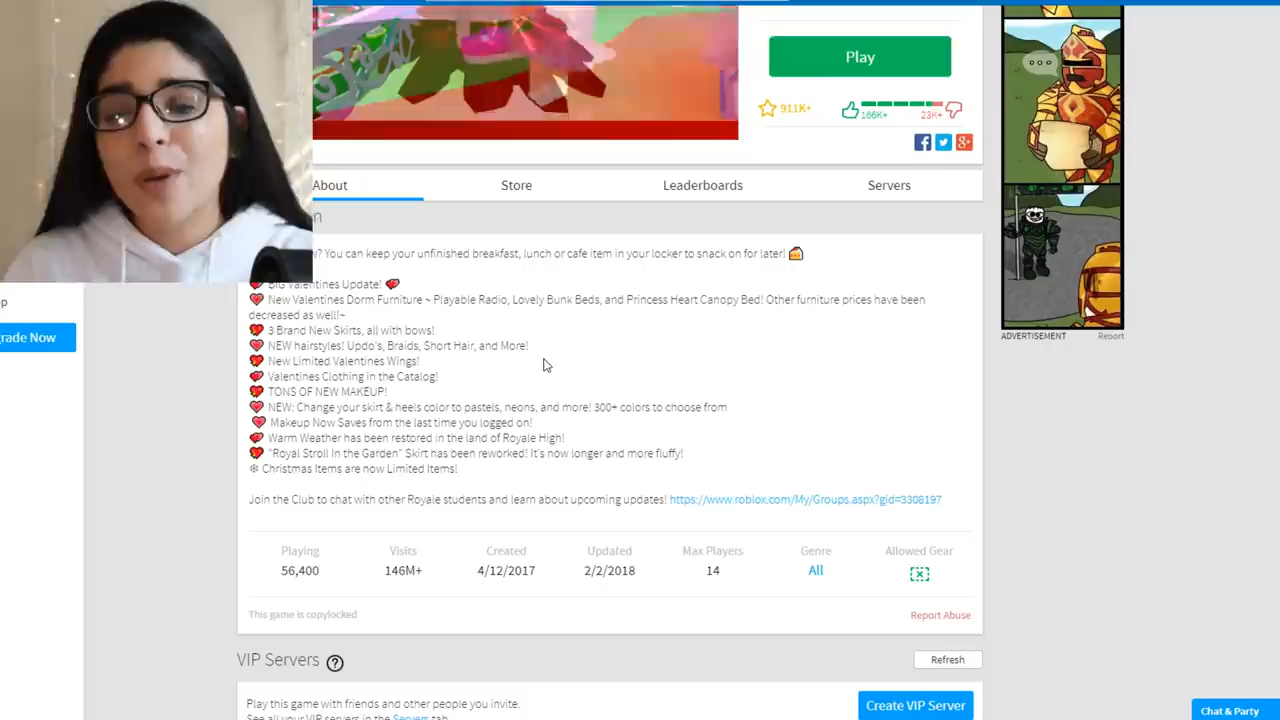 Play
911K+
166K+
23K+
About
Store
Leaderboards
Servers
You can keep your unfinished breakfast, lunch or cafe item in your locker to snack on for later!
BIG Valentines Update!
New Valentines Dorm Furniture ~ Playable Radio, Lovely Bunk Beds, and Princess Heart Canopy Bed! Other furniture prices have been
decreased as well!~
3 Brand New Skirts, all with bows!
NEW hairstyles! Updo's, Braids, Short Hair, and More!
New Limited Valentines Wings!
Valentines Clothing in the Catalog!
TONS OF NEW MAKEUP!
NEW: Change your skirt & heels color to pastels, neons, and more! 300+ colors to choose from
Makeup Now Saves from the last time you logged on!
Warm Weather has been restored in the land of Royale High!
"Royal Stroll In the Garden" Skirt has been reworked! It's now longer and more fluffy!
❄ Christmas Items are now Limited Items!
Join the Club to chat with other Royale students and learn about upcoming updates! https://www.roblox.com/My/Groups.aspx?gid=3308197
Playing
Visits
Created
Updated
Max Players
Genre
Allowed Gear
56,400
146M+
4/12/2017
2/2/2018
14
All
This game is copylocked
Report Abuse
VIP Servers ?
Refresh
Play this game with friends and other people you invite.
See all your VIP servers in the Servers tab.
Create VIP Server
ADVERTISEMENT
Report
rade Now
Chat & Party